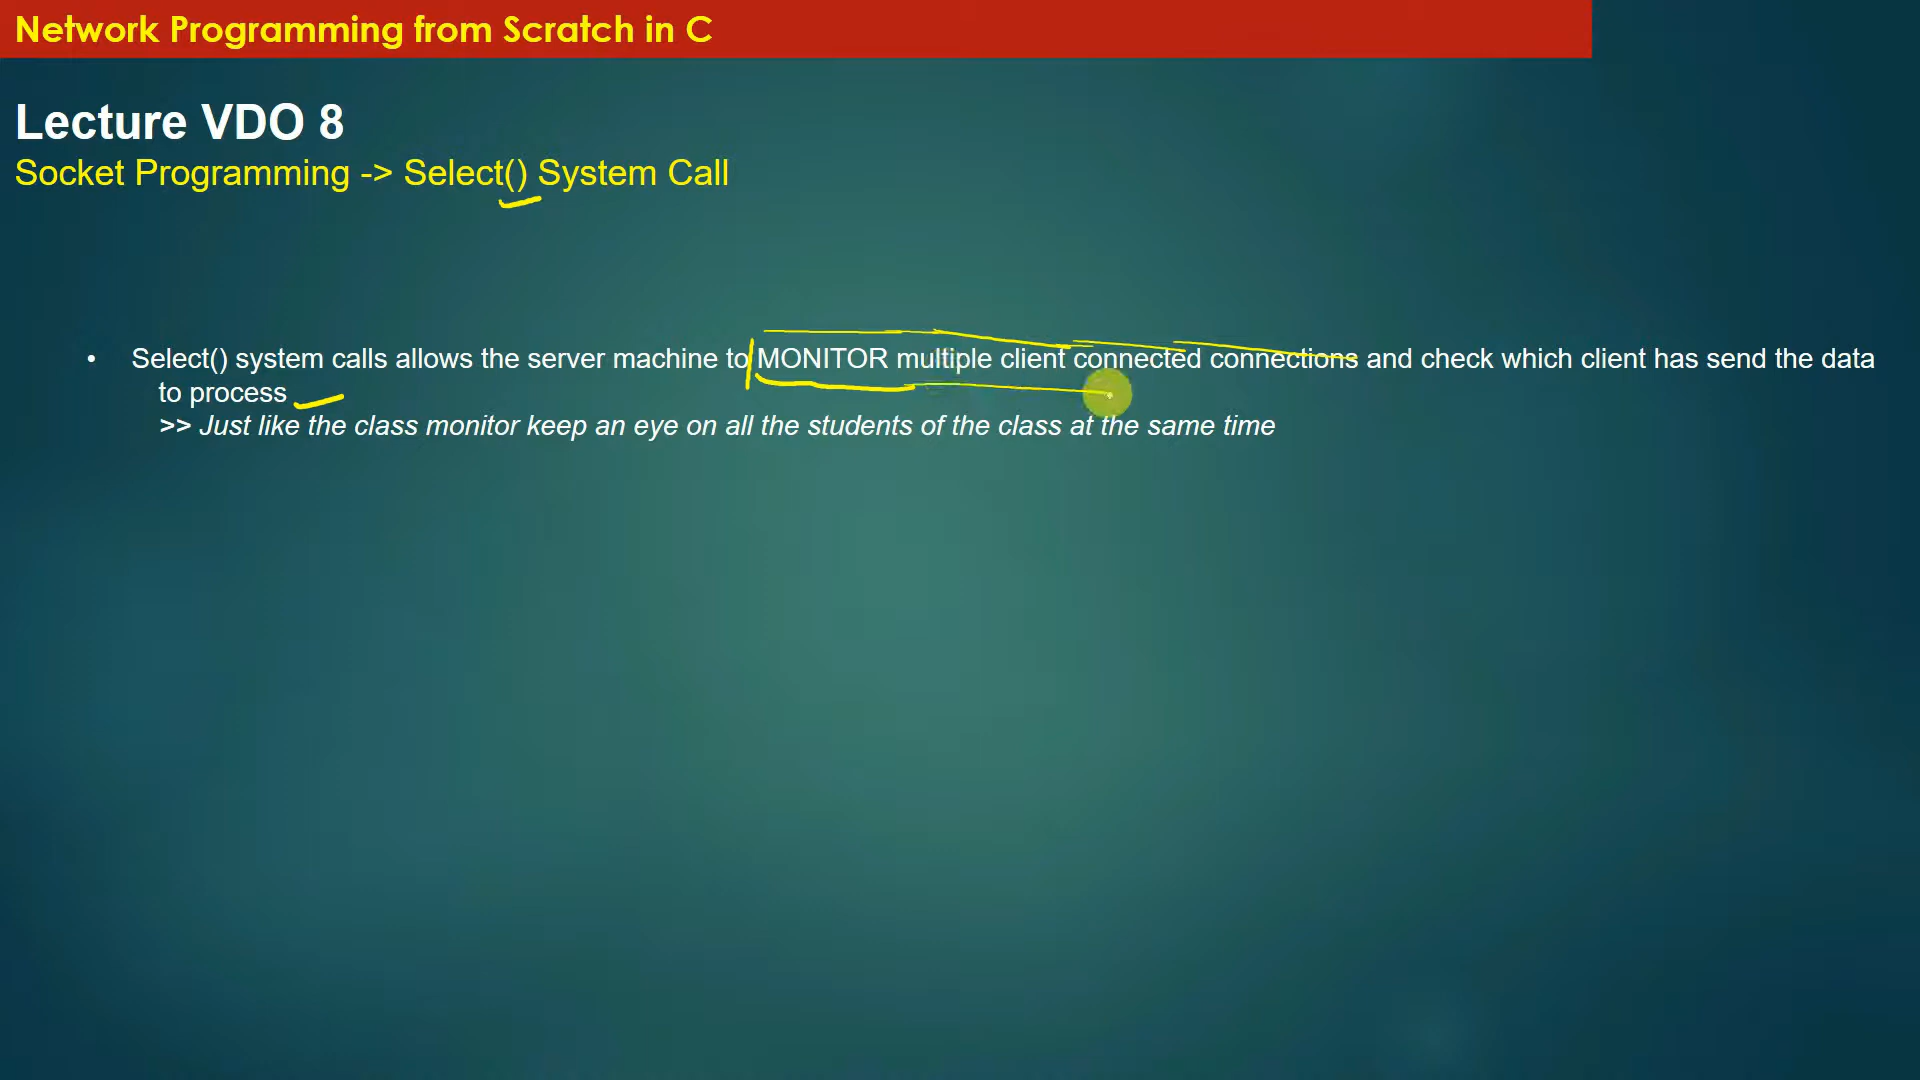 Network Programming from Scratch in C
Lecture VDO 8
Socket Programming -> Select() System Call
• Select() system calls allows the server machine to MONITOR multiple client connected connections and check which client has send the data
to process
>> Just like the class monitor keep an eye on all the students of the class at the same time